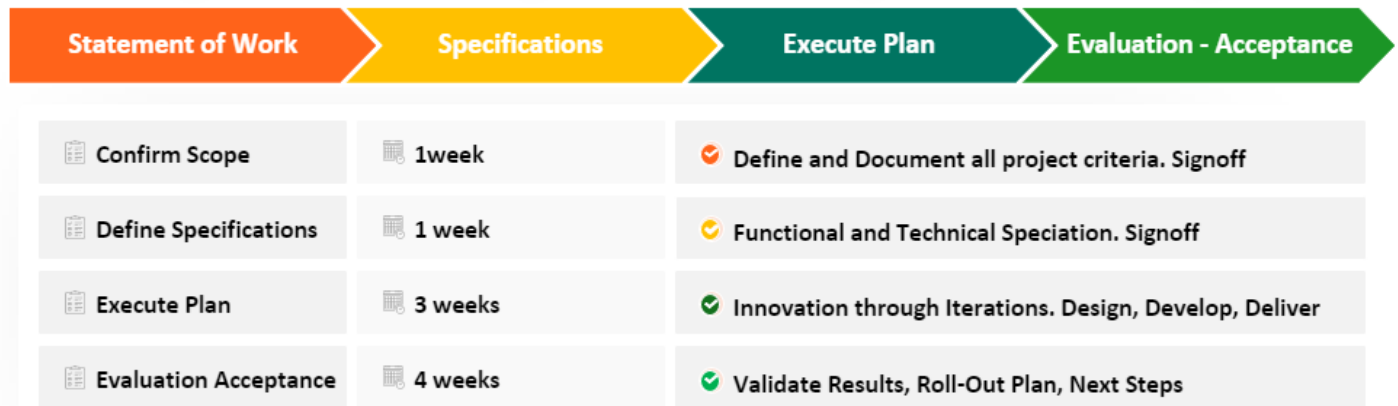 Statement of Work
Specifications
Execute Plan
Evaluation - Acceptance
Confirm Scope
1week
Define and Document all project criteria. Signoff
Define Specifications
1 week
Functional and Technical Speciation. Signoff
Execute Plan
3 weeks
Innovation through Iterations. Design, Develop, Deliver
Evaluation Acceptance
4 weeks
Validate Results, Roll-Out Plan, Next Steps